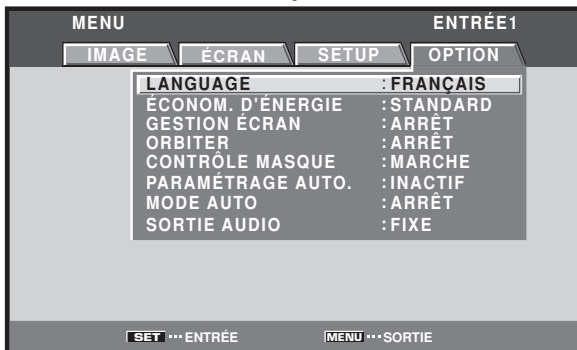 MENU ENTRÉE1
IMAGE ÉCRAN SETUP OPTION
LANGUAGE :FRANÇAIS
ÉCONOM. D'ÉNERGIE :STANDARD
GESTION ÉCRAN :ARRÊT
ORBITER :ARRÊT
CONTRÔLE MASQUE :MARCHE
PARAMÉTRAGE AUTO. :INACTIF
MODE AUTO :ARRÊT
SORTIE AUDIO :FIXE
SET ···ENTRÉE MENU ···SORTIE